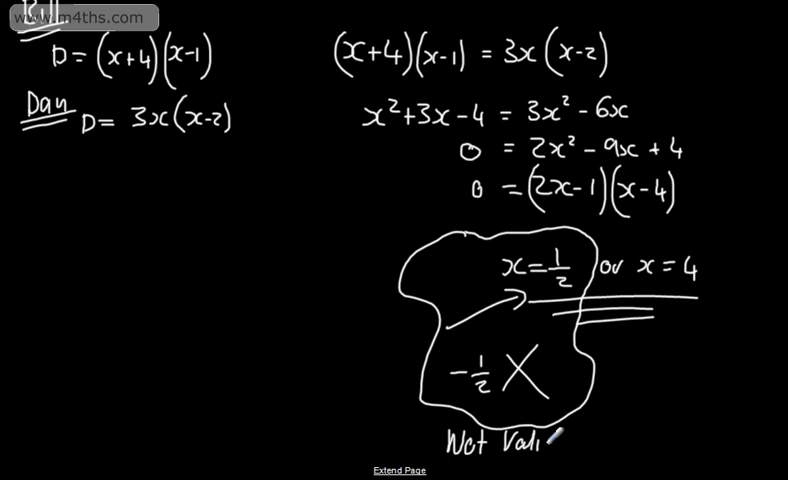 www.m4ths.com
Bill
D = (x+4)(x-1)
Dan
D = 3x(x-2)
(x+4)(x-1) = 3x(x-2)
x² + 3x - 4 = 3x² - 6x
0 = 2x² - 9x + 4
0 = (2x-1)(x-4)
x = 1/2 or x = 4
- 1/2 X
Not Vali
Extend Page